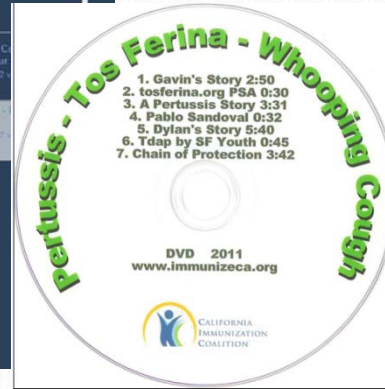 Pertussis - Tos Ferina - Whooping Cough
1. Gavin's Story 2:50
2. tosferina.org PSA 0:30
3. A Pertussis Story 3:31
4. Pablo Sandoval 0:32
5. Dylan's Story 5:40
6. Tdap by SF Youth 0:45
7. Chain of Protection 3:42
DVD 2011
www.immunizeca.org
CALIFORNIA
IMMUNIZATION
COALITION